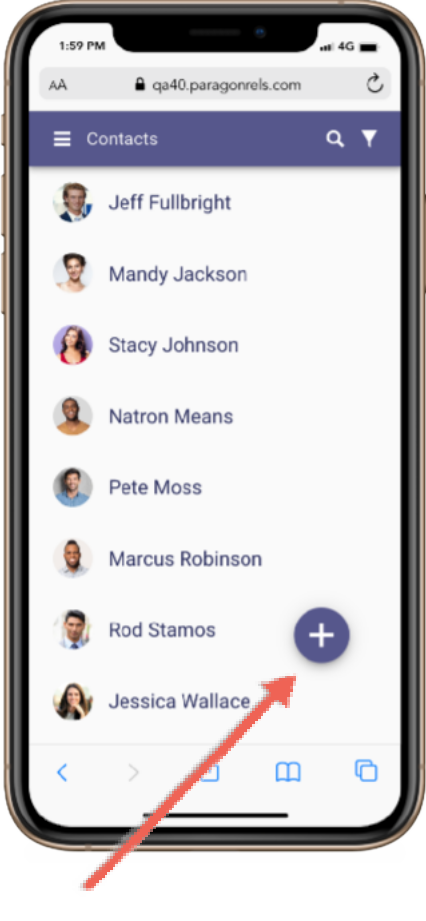 1:59 PM
4G
AA
qa40.paragonrels.com
Contacts
Jeff Fullbright
Mandy Jackson
Stacy Johnson
Natron Means
Pete Moss
Marcus Robinson
Rod Stamos
Jessica Wallace